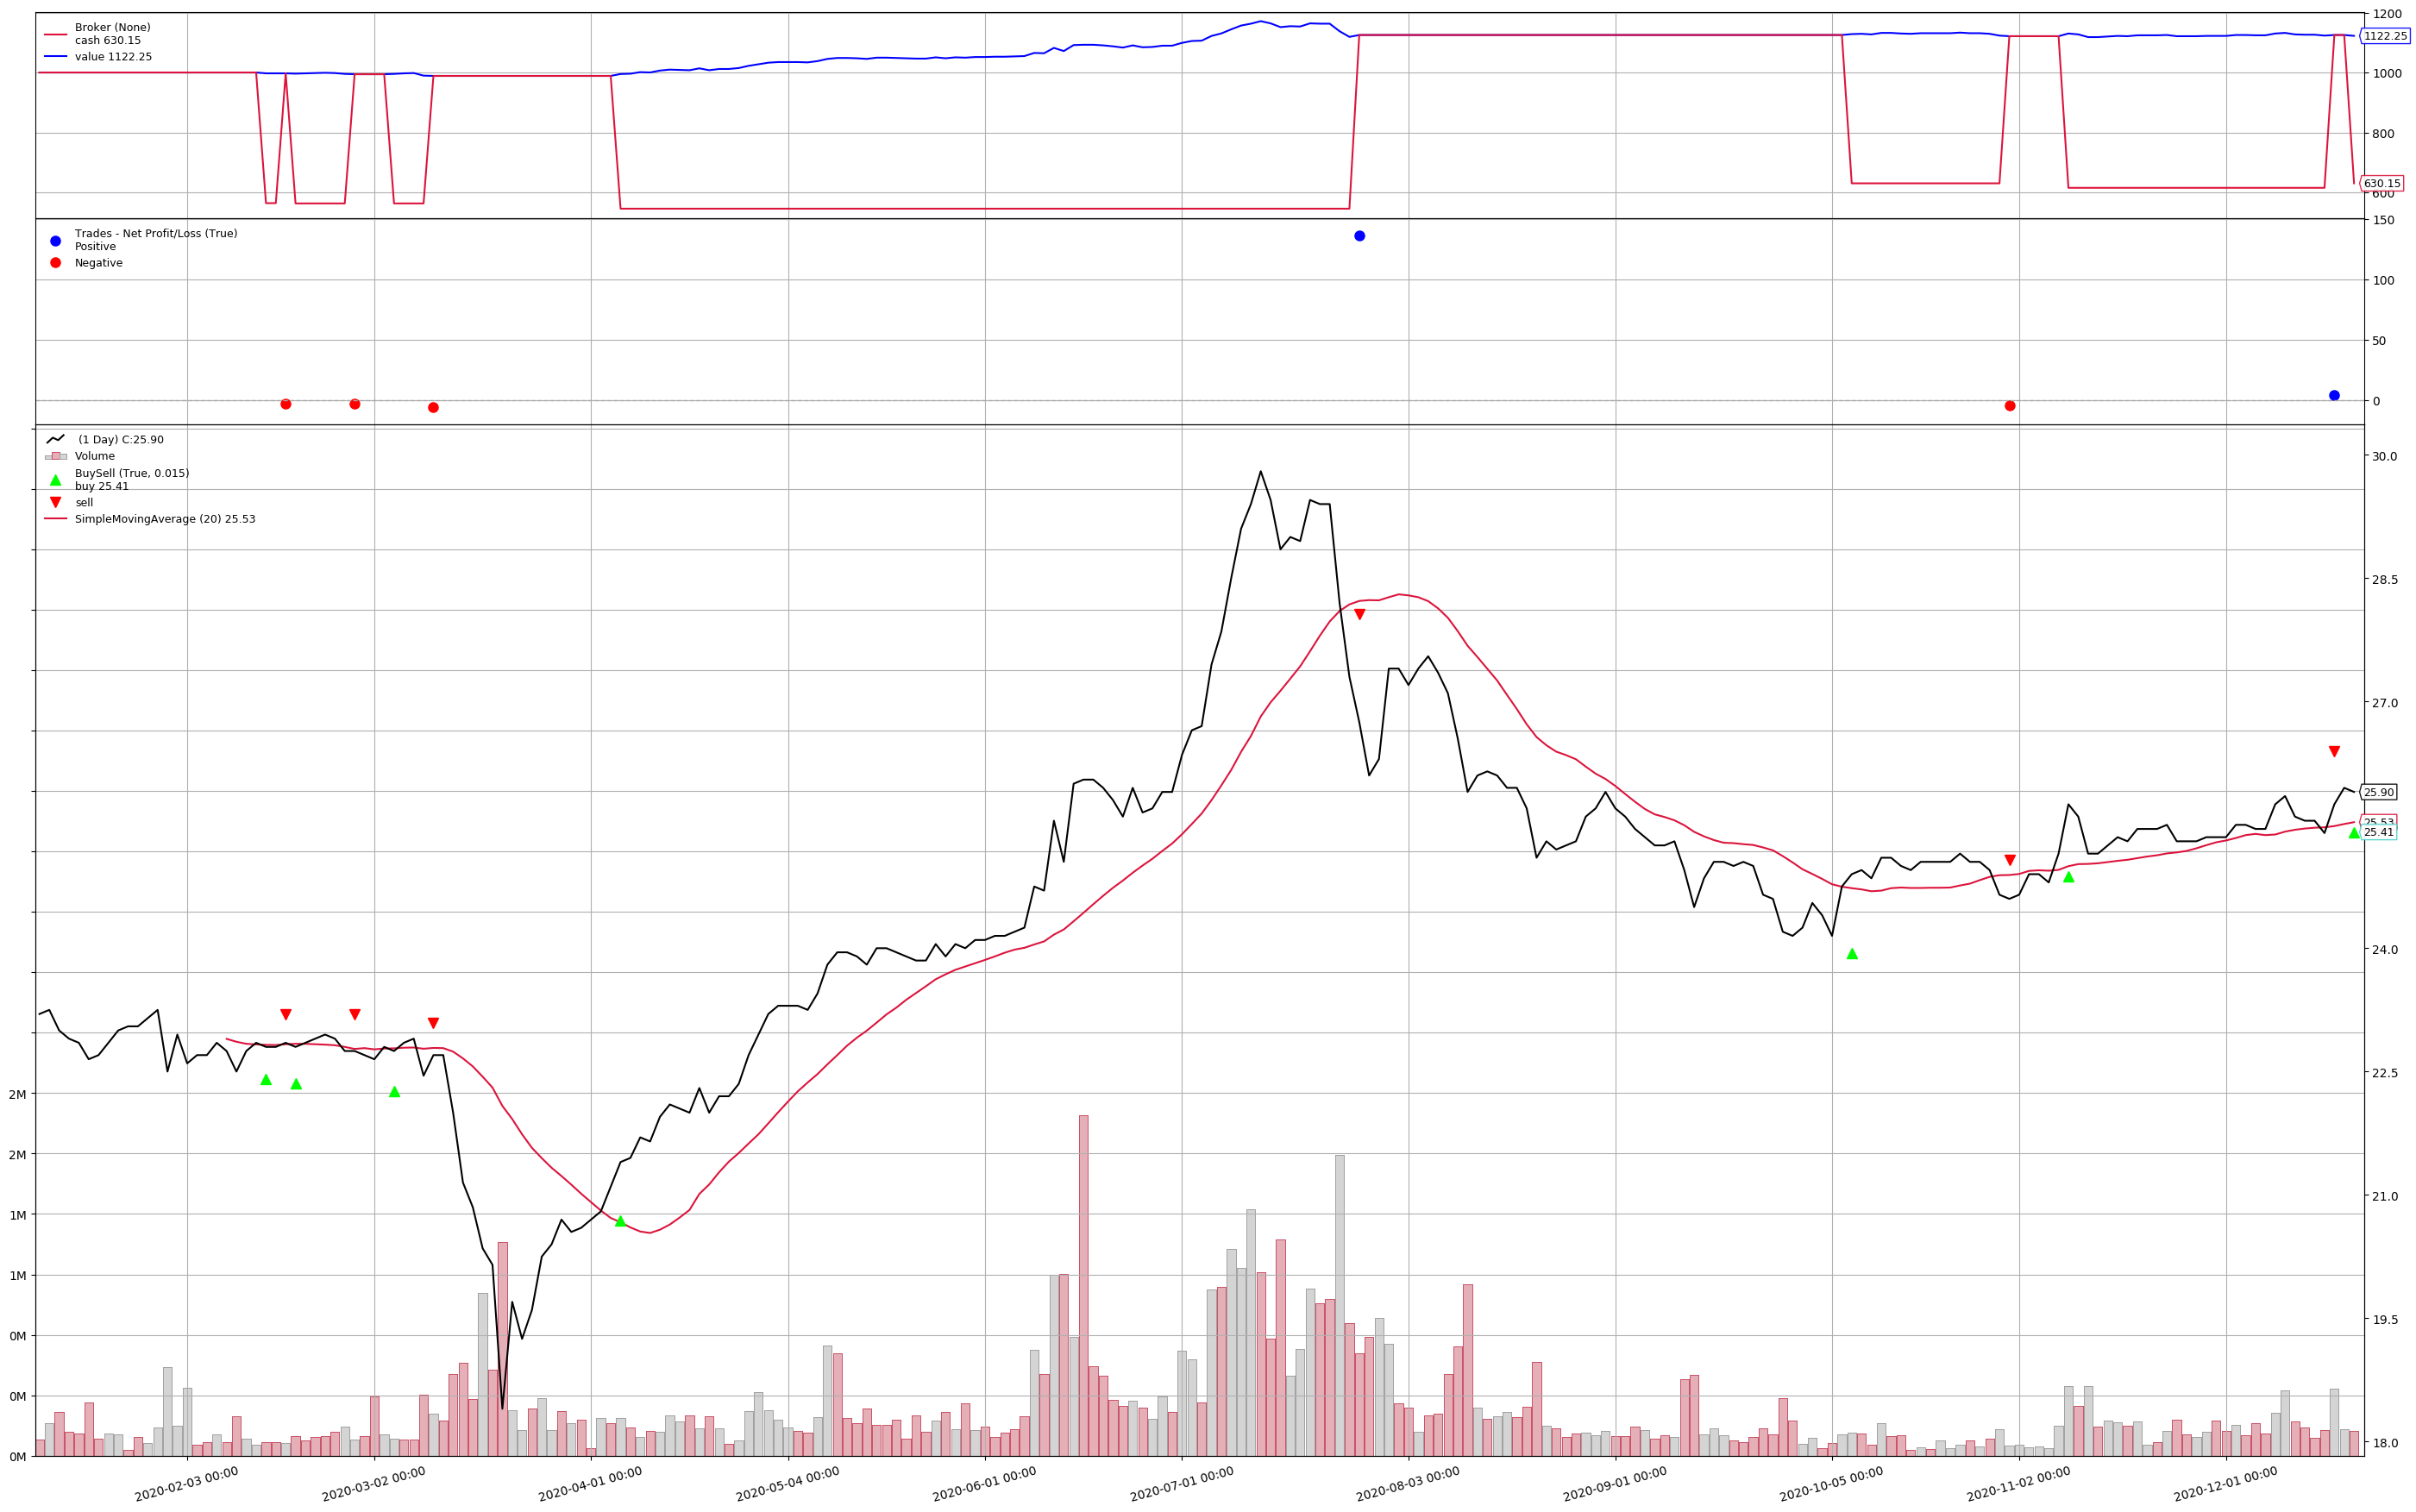 Broker (None)
cash 630.15
value 1122.25
1200
1122.25
1000
800
630.15
600
Trades - Net Profit/Loss (True)
Positive
Negative
150
100
50
0
(1 Day) C:25.90
Volume
BuySell (True, 0.015)
buy 25.41
sell
SimpleMovingAverage (20) 25.53
30.0
28.5
27.0
25.90
25.53
25.41
24.0
22.5
21.0
19.5
18.0
2M
2M
1M
1M
0M
0M
0M
2020-02-03 00:00
2020-03-02 00:00
2020-04-01 00:00
2020-05-04 00:00
2020-06-01 00:00
2020-07-01 00:00
2020-08-03 00:00
2020-09-01 00:00
2020-10-05 00:00
2020-11-02 00:00
2020-12-01 00:00